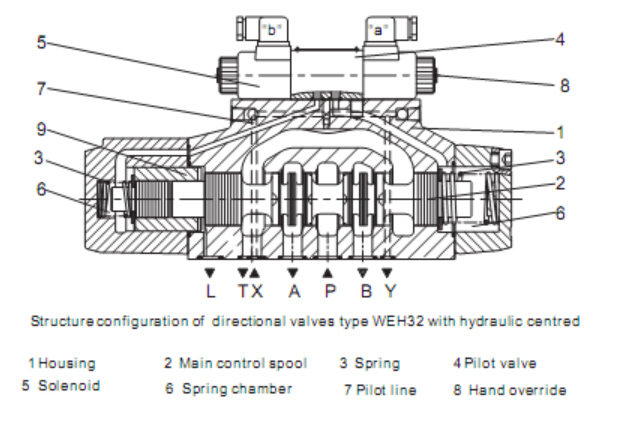 "b" "a"
5 4
7 8
9 1
3 3
6 2
6
L T X A P B Y
Structure configuration of directional valves type WEH32 with hydraulic centred
1 Housing 2 Main control spool 3 Spring 4 Pilot valve
5 Solenoid 6 Spring chamber 7 Pilot line 8 Hand override